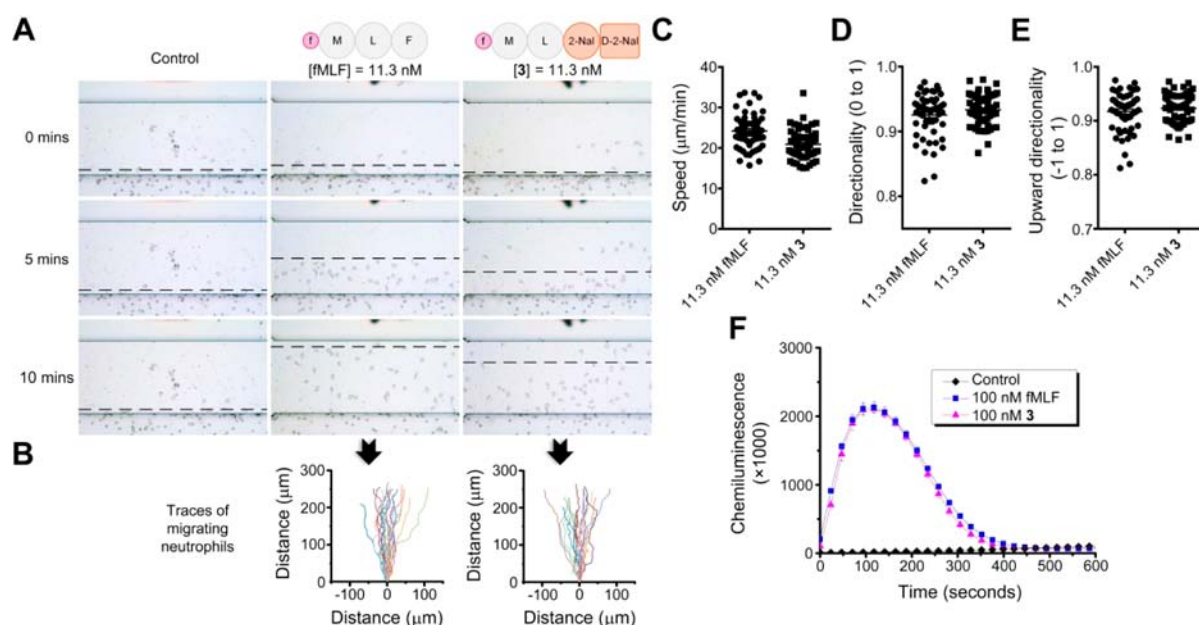 A
Control
f M L F
[fMLF] = 11.3 nM
f M L 2-Nal D-2-Nal
[3] = 11.3 nM
0 mins
5 mins
10 mins
B
Traces of
migrating
neutrophils
Distance (μm)
300
200
100
0
-100 0 100
Distance (μm)
Distance (μm)
300
200
100
0
-100 0 100
Distance (μm)
C
Speed (μm/min)
40
30
20
10
0
11.3 nM fMLF
11.3 nM 3
D
Directionality (0 to 1)
1.0
0.9
0.8
11.3 nM fMLF
11.3 nM 3
E
Upward directionality
(-1 to 1)
1.0
0.9
0.8
0.7
11.3 nM fMLF
11.3 nM 3
F
Chemiluminescence
(×1000)
3000
2000
1000
0
Control
100 nM fMLF
100 nM 3
0 100 200 300 400 500 600
Time (seconds)